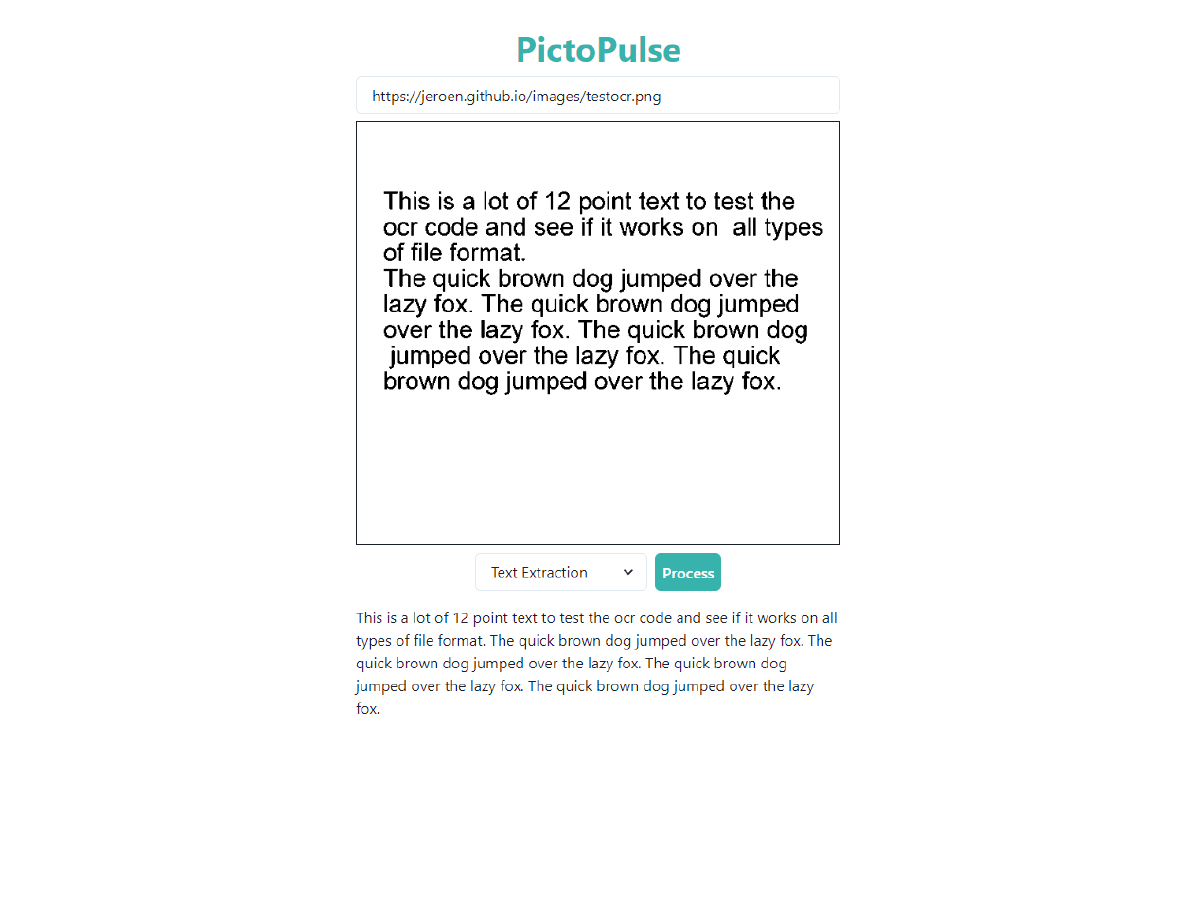 PictoPulse
https://jeroen.github.io/images/testocr.png
This is a lot of 12 point text to test the
ocr code and see if it works on  all types
of file format.
The quick brown dog jumped over the
lazy fox. The quick brown dog jumped
over the lazy fox. The quick brown dog
 jumped over the lazy fox. The quick
brown dog jumped over the lazy fox.
Text Extraction
Process
This is a lot of 12 point text to test the ocr code and see if it works on all
types of file format. The quick brown dog jumped over the lazy fox. The
quick brown dog jumped over the lazy fox. The quick brown dog
jumped over the lazy fox. The quick brown dog jumped over the lazy
fox.